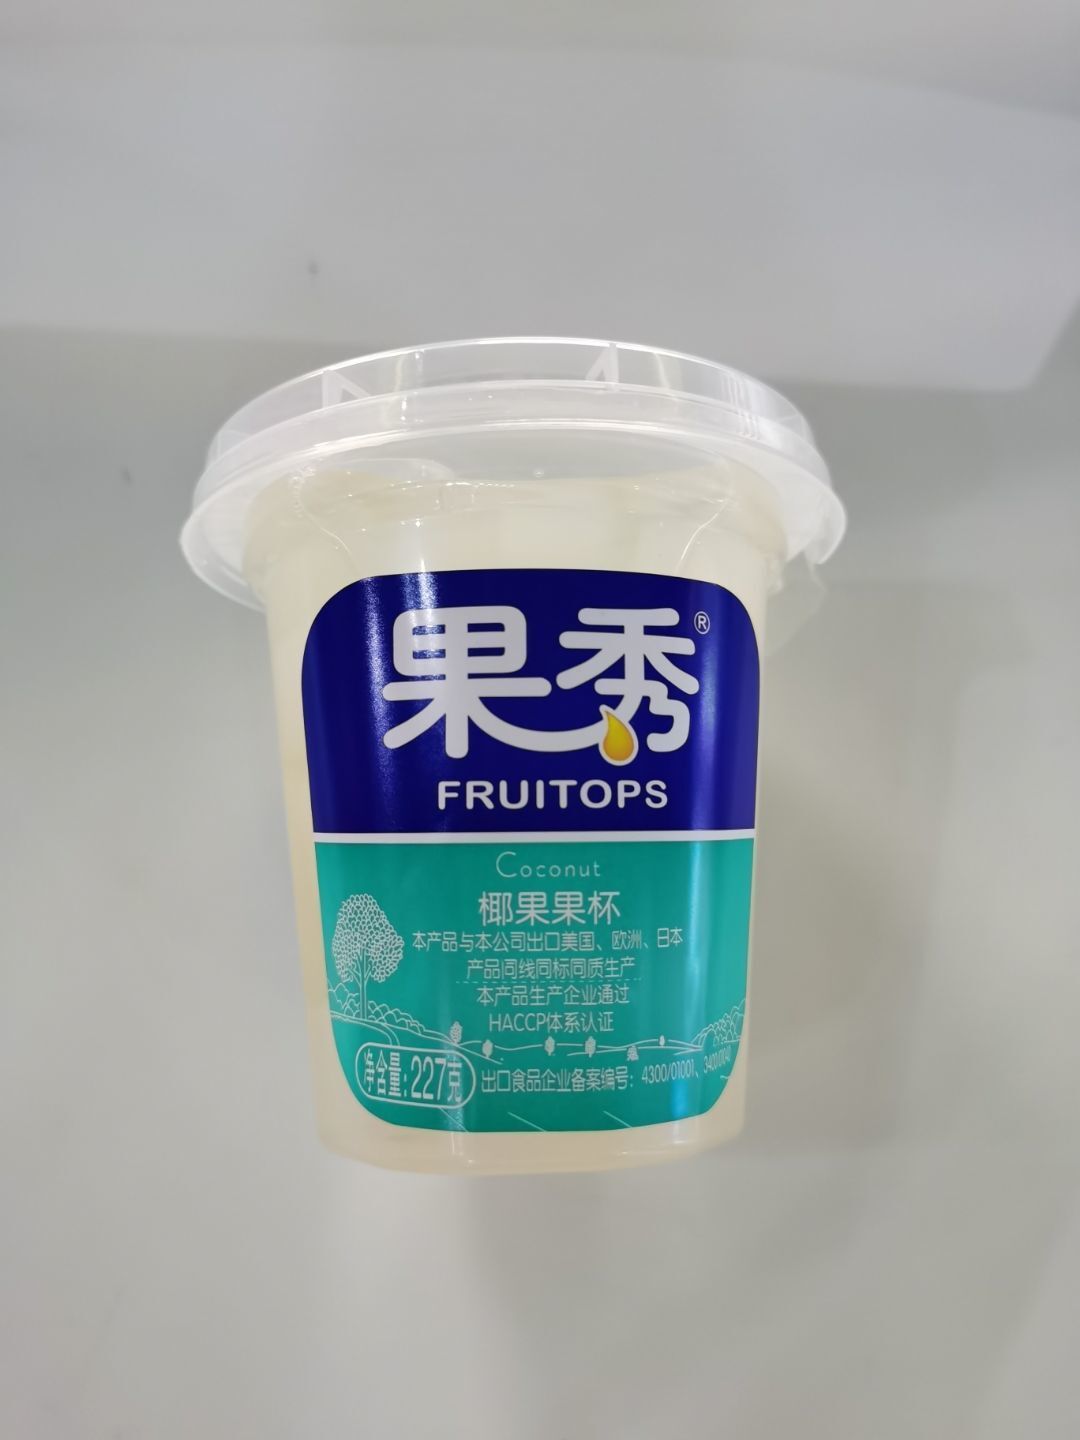 果秀®
FRUITOPS
Coconut
椰果果杯
本产品与本公司出口美国、欧洲、日本
产品同线同标同质生产
本产品生产企业通过
HACCP体系认证
净含量:227克
出口食品企业备案编号:4300/01001、